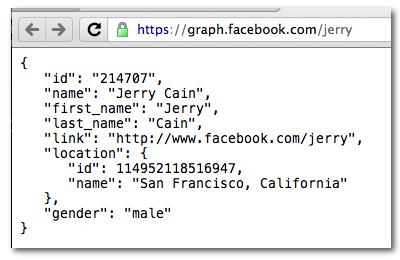 https://graph.facebook.com/jerry
{
"id": "214707",
"name": "Jerry Cain",
"first_name": "Jerry",
"last_name": "Cain",
"link": "http://www.facebook.com/jerry",
"location": {
"id": 114952118516947,
"name": "San Francisco, California"
},
"gender": "male"
}